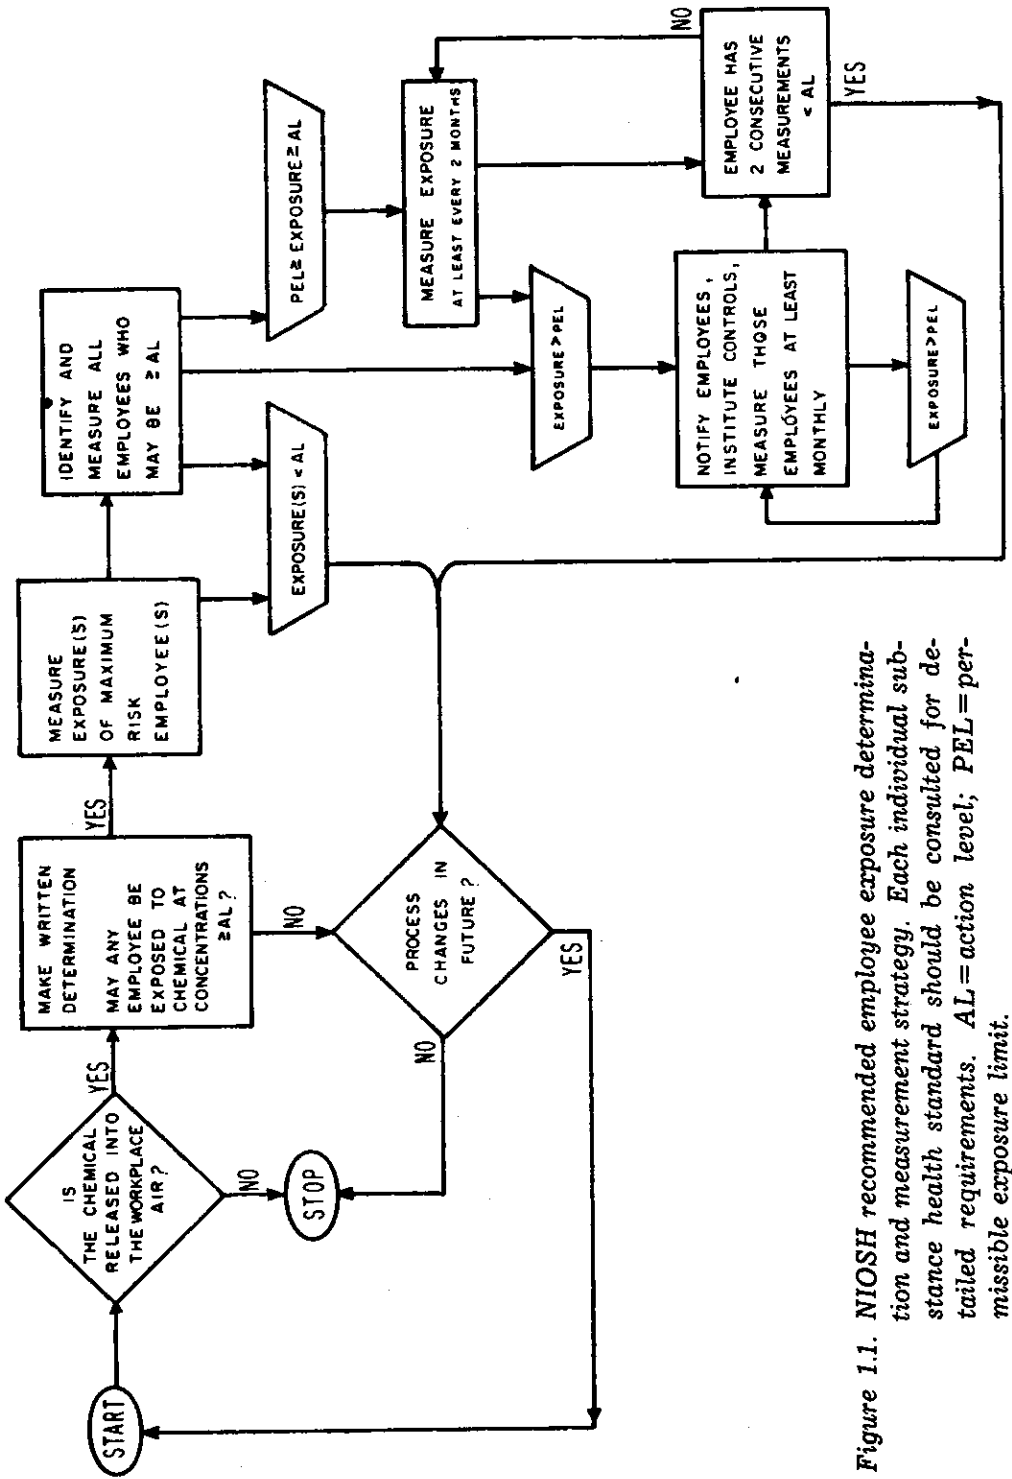 START
IS
THE CHEMICAL
RELEASED INTO
THE WORKPLACE
AIR?
YES
NO
STOP
MAKE WRITTEN
DETERMINATION
MAY ANY
EMPLOYEE BE
EXPOSED TO
CHEMICAL AT
CONCENTRATIONS
≥AL?
YES
NO
MEASURE
EXPOSURE(S)
OF MAXIMUM
RISK
EMPLOYEE(S)
IDENTIFY AND
MEASURE ALL
EMPLOYEES WHO
MAY BE ≥AL
EXPOSURE(S) < AL
PEL≥ EXPOSURE ≥ AL
MEASURE EXPOSURE
AT LEAST EVERY 2 MONTHS
EXPOSURE > PEL
NOTIFY EMPLOYEES,
INSTITUTE CONTROLS,
MEASURE THOSE
EMPLOYEES AT LEAST
MONTHLY
EXPOSURE>PEL
EMPLOYEE HAS
2 CONSECUTIVE
MEASUREMENTS
< AL
NO
YES
PROCESS
CHANGES IN
FUTURE?
NO
YES
Figure 1.1. NIOSH recommended employee exposure determina-
tion and measurement strategy. Each individual sub-
stance health standard should be consulted for de-
tailed requirements. AL=action level; PEL=per-
missible exposure limit.